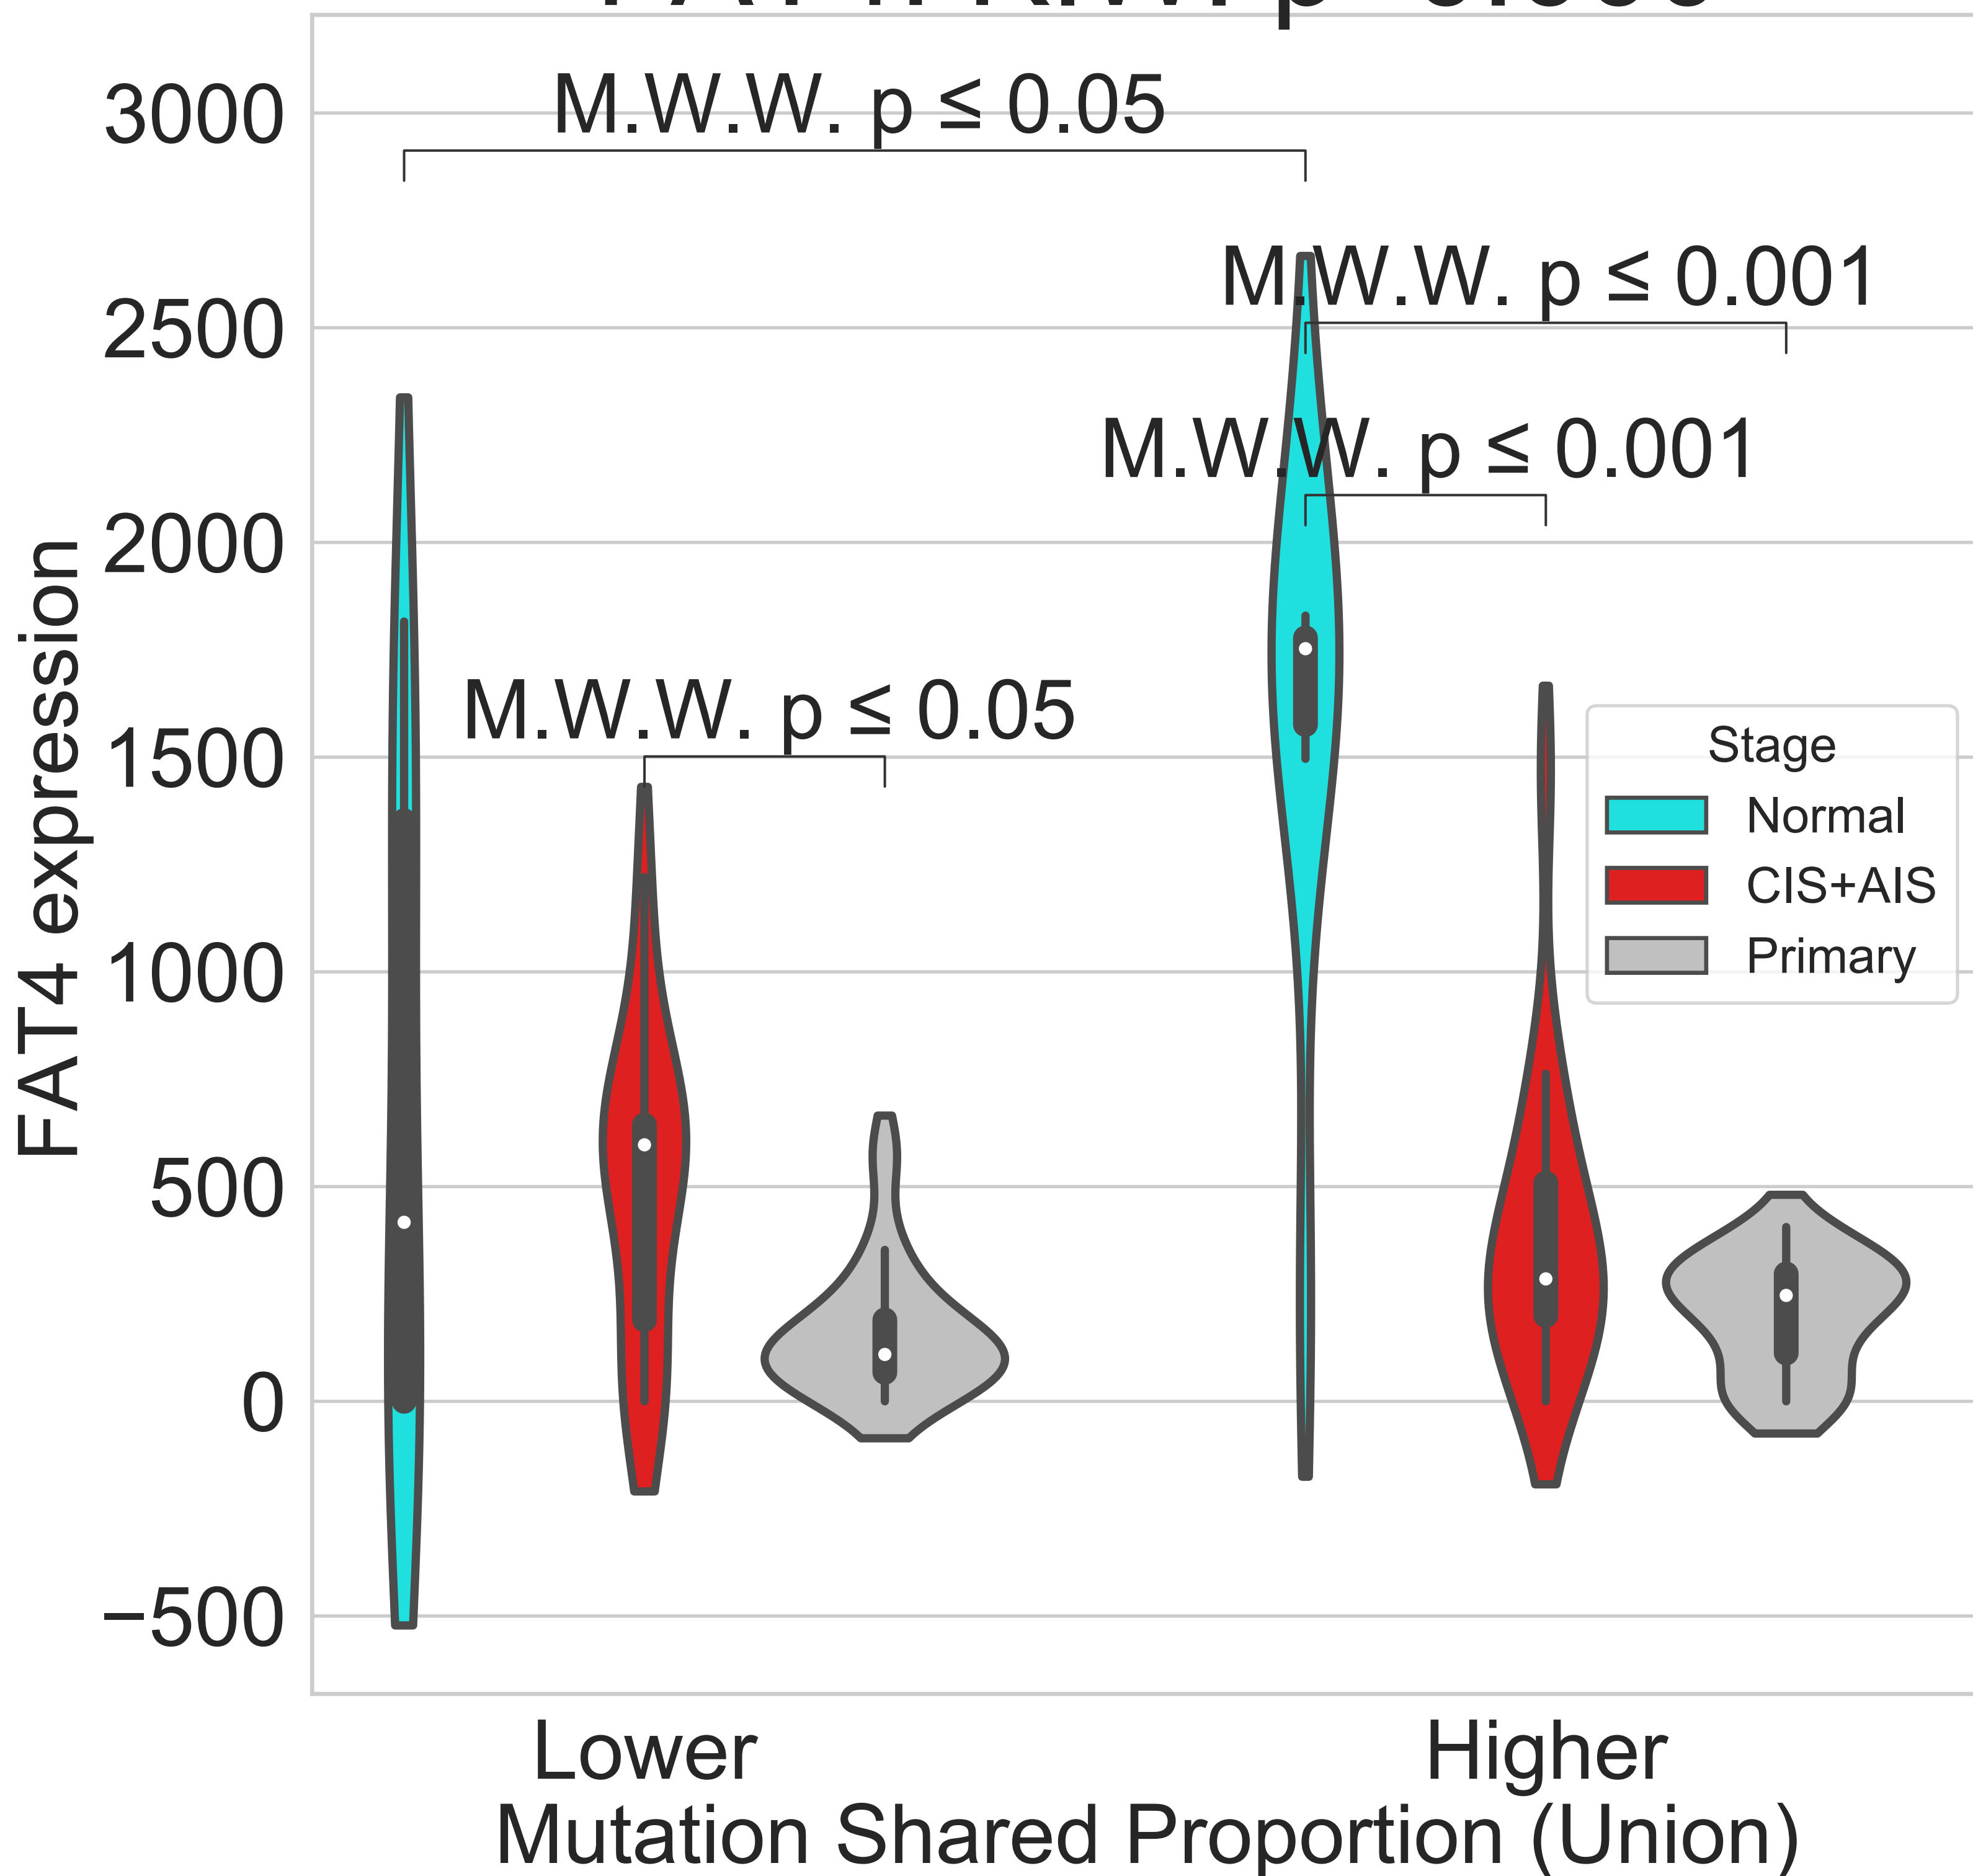 M.W.W. p ≤ 0.05
M.W.W. p ≤ 0.001
M.W.W. p ≤ 0.001
M.W.W. p ≤ 0.05
3000
2500
2000
1500
1000
500
0
−500
FAT4 expression
Stage
Normal
CIS+AIS
Primary
Lower
Higher
Mutation Shared Proportion (Union)